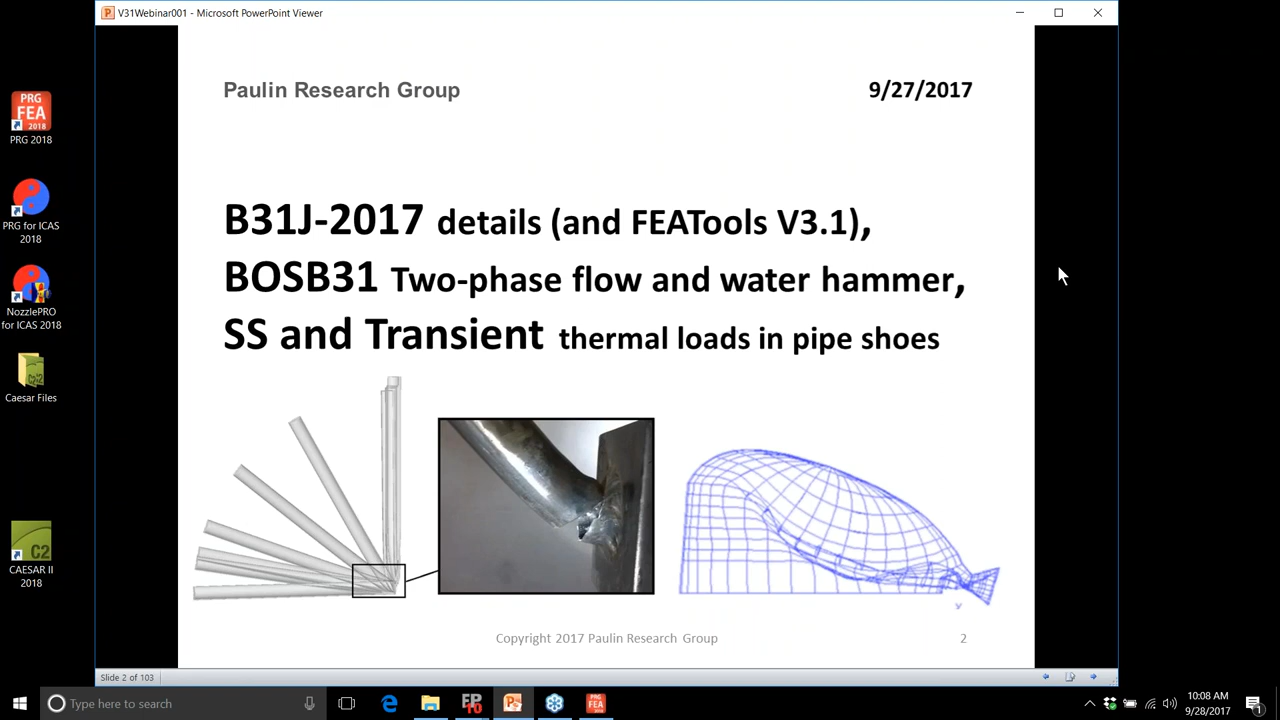 V31Webinar001 - Microsoft PowerPoint Viewer
Paulin Research Group
9/27/2017
B31J-2017 details (and FEATools V3.1),
BOSB31 Two-phase flow and water hammer,
SS and Transient thermal loads in pipe shoes
Copyright 2017 Paulin Research Group
2
PRG
FEA
2018
PRG 2018
PRG for ICAS
2018
NozzlePRO
for ICAS 2018
C2:2
Caesar Files
C2
CAESAR II
2018
Slide 2 of 103
Type here to search
10:08 AM
9/28/2017
1